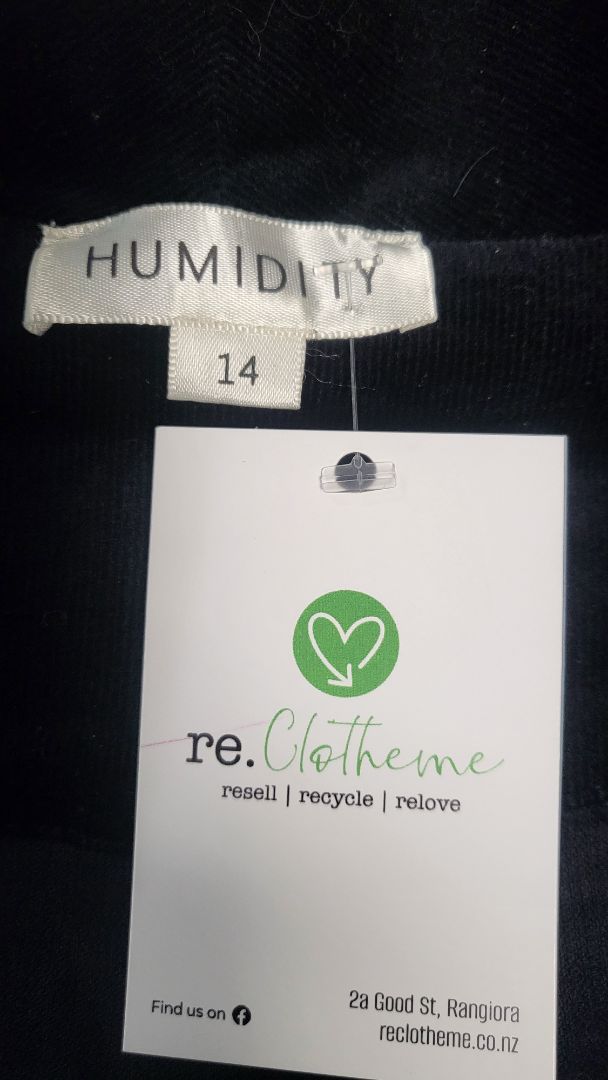 HUMIDITY
14
re.Clotheme
resell | recycle | relove
Find us on
2a Good St, Rangiora
reclotheme.co.nz